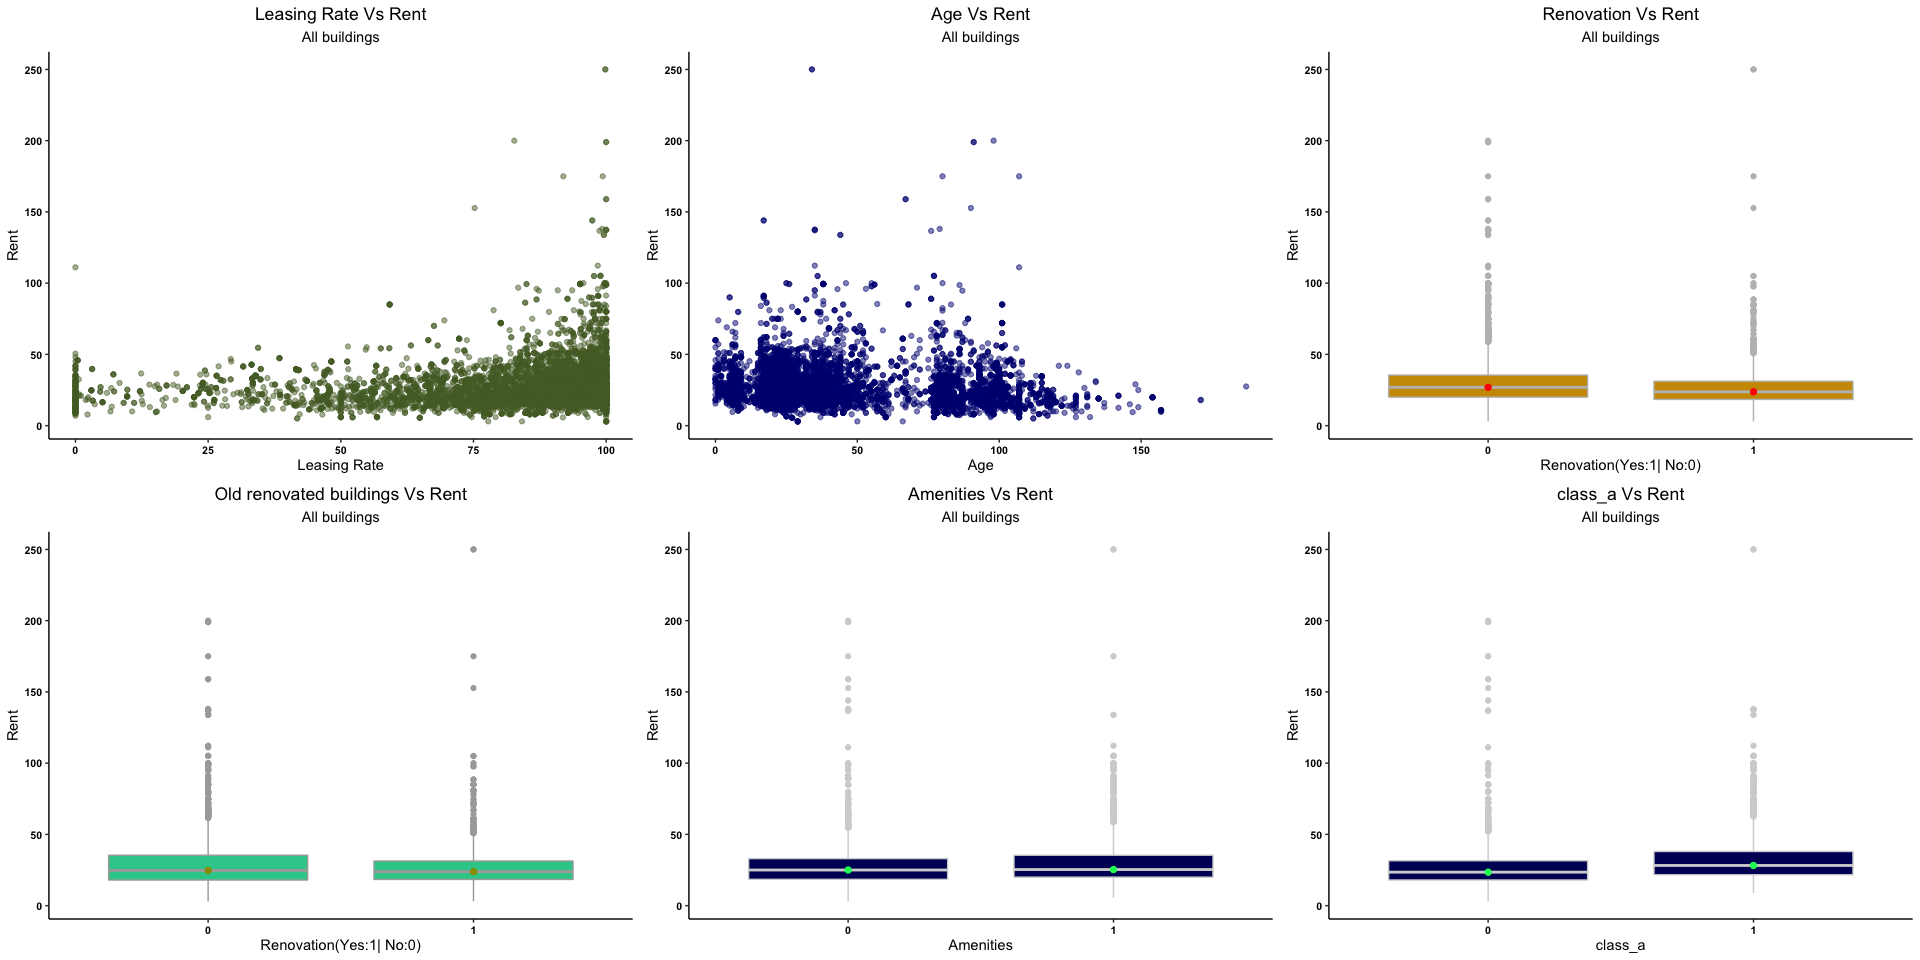 Leasing Rate Vs Rent
All buildings
Rent
250
200
150
100
50
0
0 25 50 75 100
Leasing Rate
Age Vs Rent
All buildings
Rent
250
200
150
100
50
0
0 50 100 150
Age
Renovation Vs Rent
All buildings
Rent
250
200
150
100
50
0
0 1
Renovation(Yes:1| No:0)
Old renovated buildings Vs Rent
All buildings
Rent
250
200
150
100
50
0
0 1
Renovation(Yes:1| No:0)
Amenities Vs Rent
All buildings
Rent
250
200
150
100
50
0
0 1
Amenities
class_a Vs Rent
All buildings
Rent
250
200
150
100
50
0
0 1
class_a